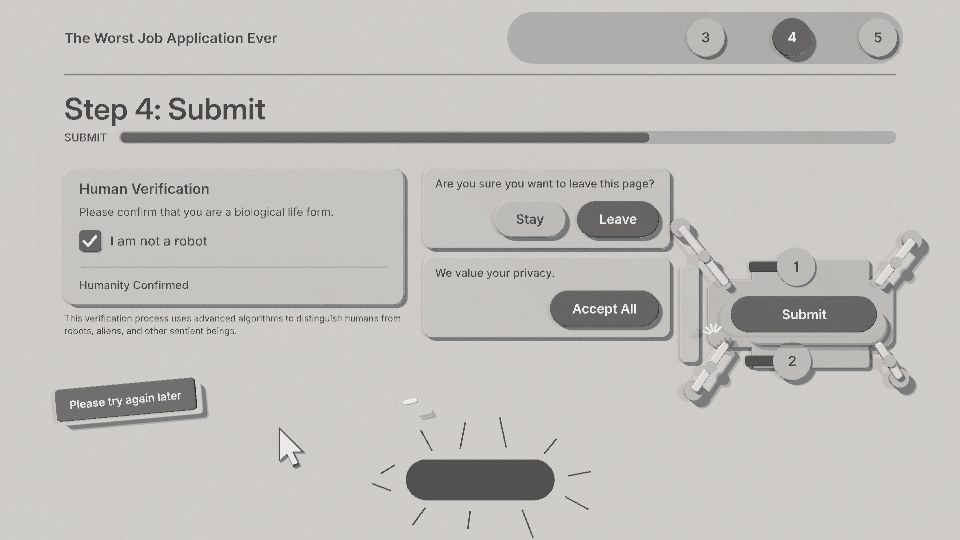 The Worst Job Application Ever
3
4
5
Step 4: Submit
SUBMIT
Human Verification
Please confirm that you are a biological life form.
I am not a robot
Humanity Confirmed
This verification process uses advanced algorithms to distinguish humans from
robots, aliens, and other sentient beings.
Are you sure you want to leave this page?
Stay
Leave
We value your privacy.
Accept All
1
Submit
2
Please try again later